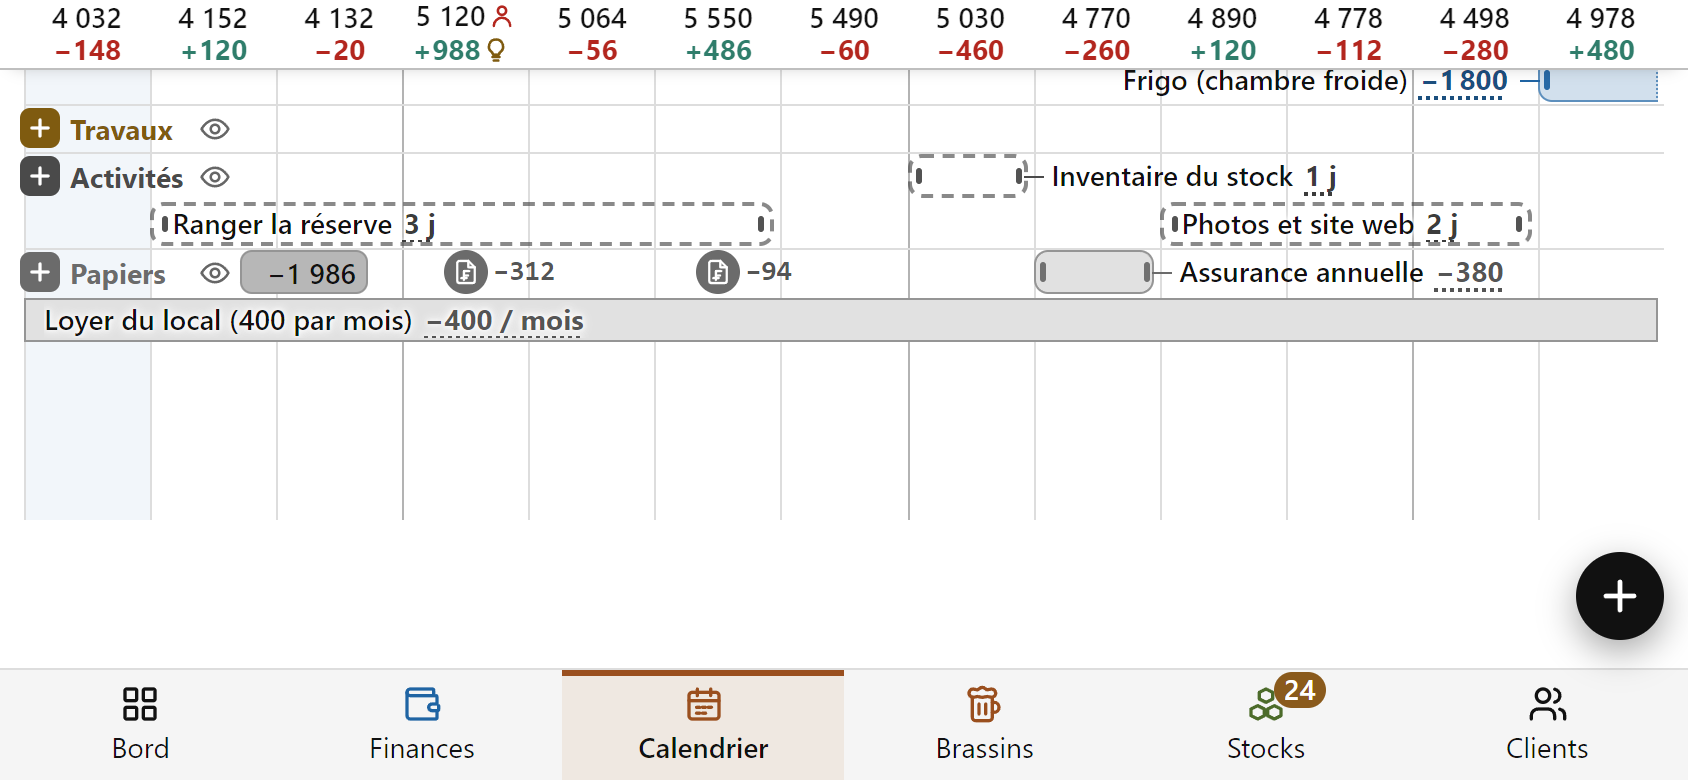 4 032 4 152 4 132 5 120 5 064 5 550 5 490 5 030 4 770 4 890 4 778 4 498 4 978
−148 +120 −20 +988 −56 +486 −60 −460 −260 +120 −112 −280 +480
Frigo (chambre froide) −1 800
Travaux
Activités Inventaire du stock 1 j
Ranger la réserve 3 j Photos et site web 2 j
Papiers −1 986 −312 −94 Assurance annuelle −380
Loyer du local (400 par mois) −400 / mois
24
Bord Finances Calendrier Brassins Stocks Clients